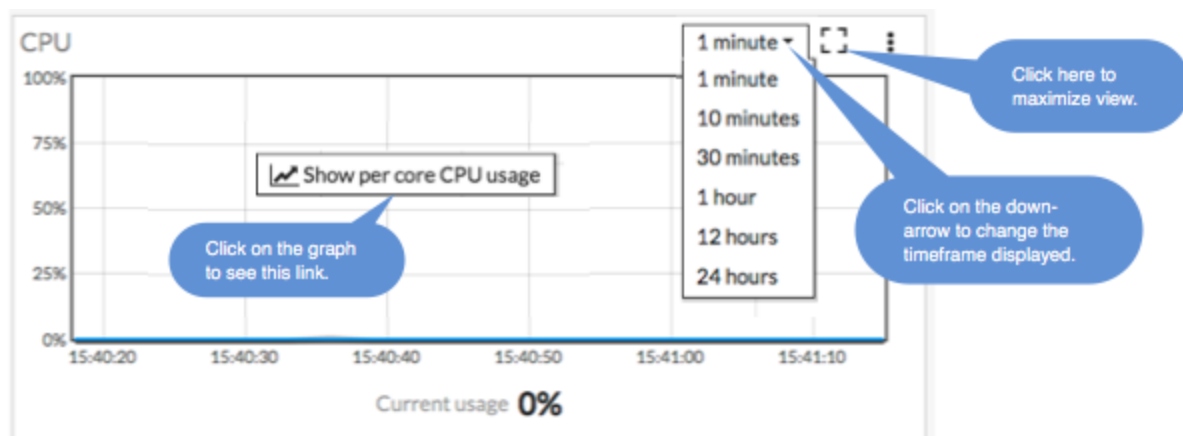 CPU
1 minute
1 minute
10 minutes
30 minutes
1 hour
12 hours
24 hours
Click here to
maximize view.
Click on the down-
arrow to change the
timeframe displayed.
100%
75%
50%
25%
0%
Show per core CPU usage
Click on the graph
to see this link.
15:40:20 15:40:30 15:40:40 15:40:50 15:41:00 15:41:10
Current usage 0%